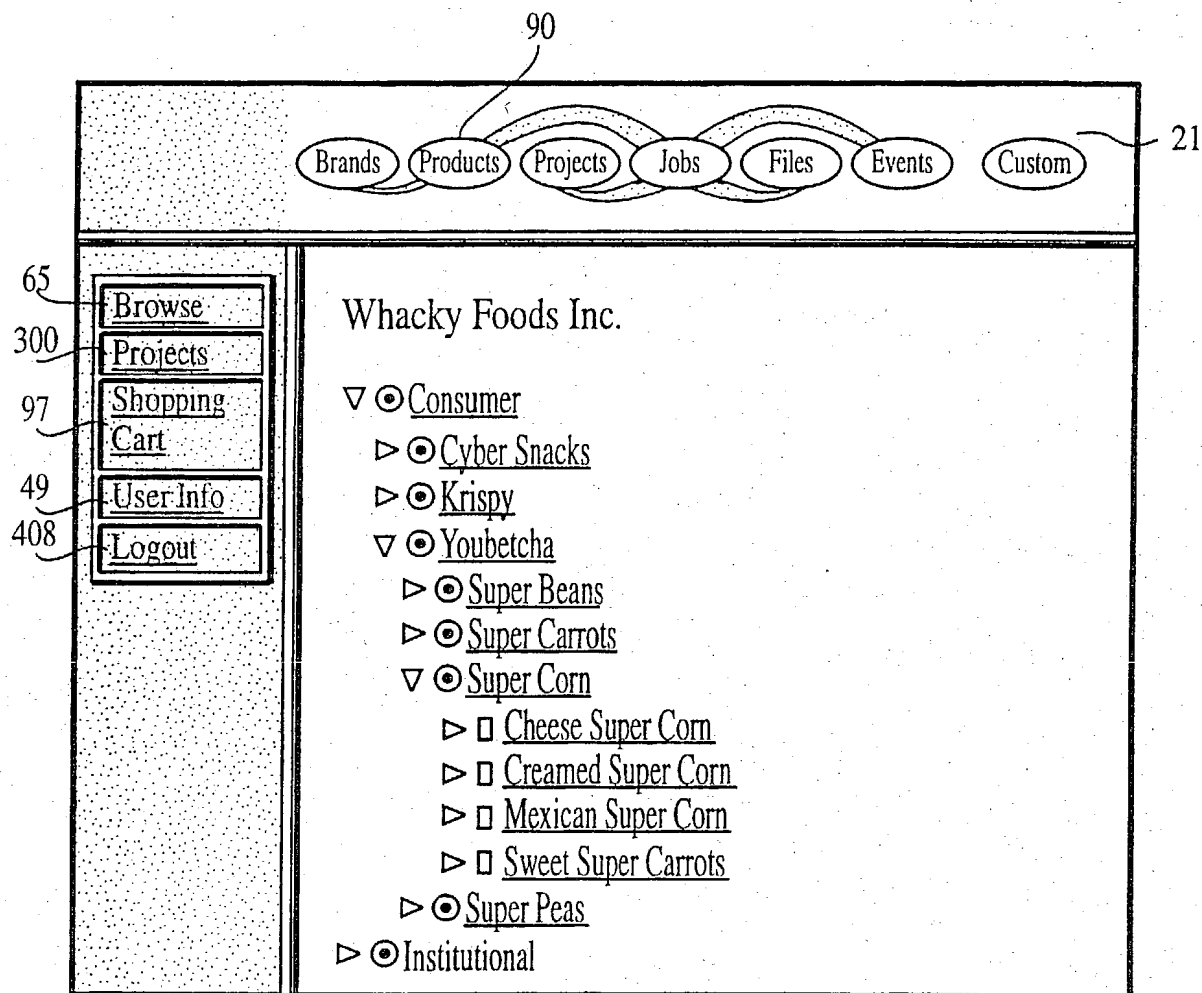 90
Brands Products Projects Jobs Files Events Custom
21
65
Browse
300
Projects
97
Shopping
Cart
49
User Info
408
Logout
Whacky Foods Inc.
Consumer
Cyber Snacks
Krispy
Youbetcha
Super Beans
Super Carrots
Super Corn
Cheese Super Corn
Creamed Super Corn
Mexican Super Corn
Sweet Super Carrots
Super Peas
Institutional